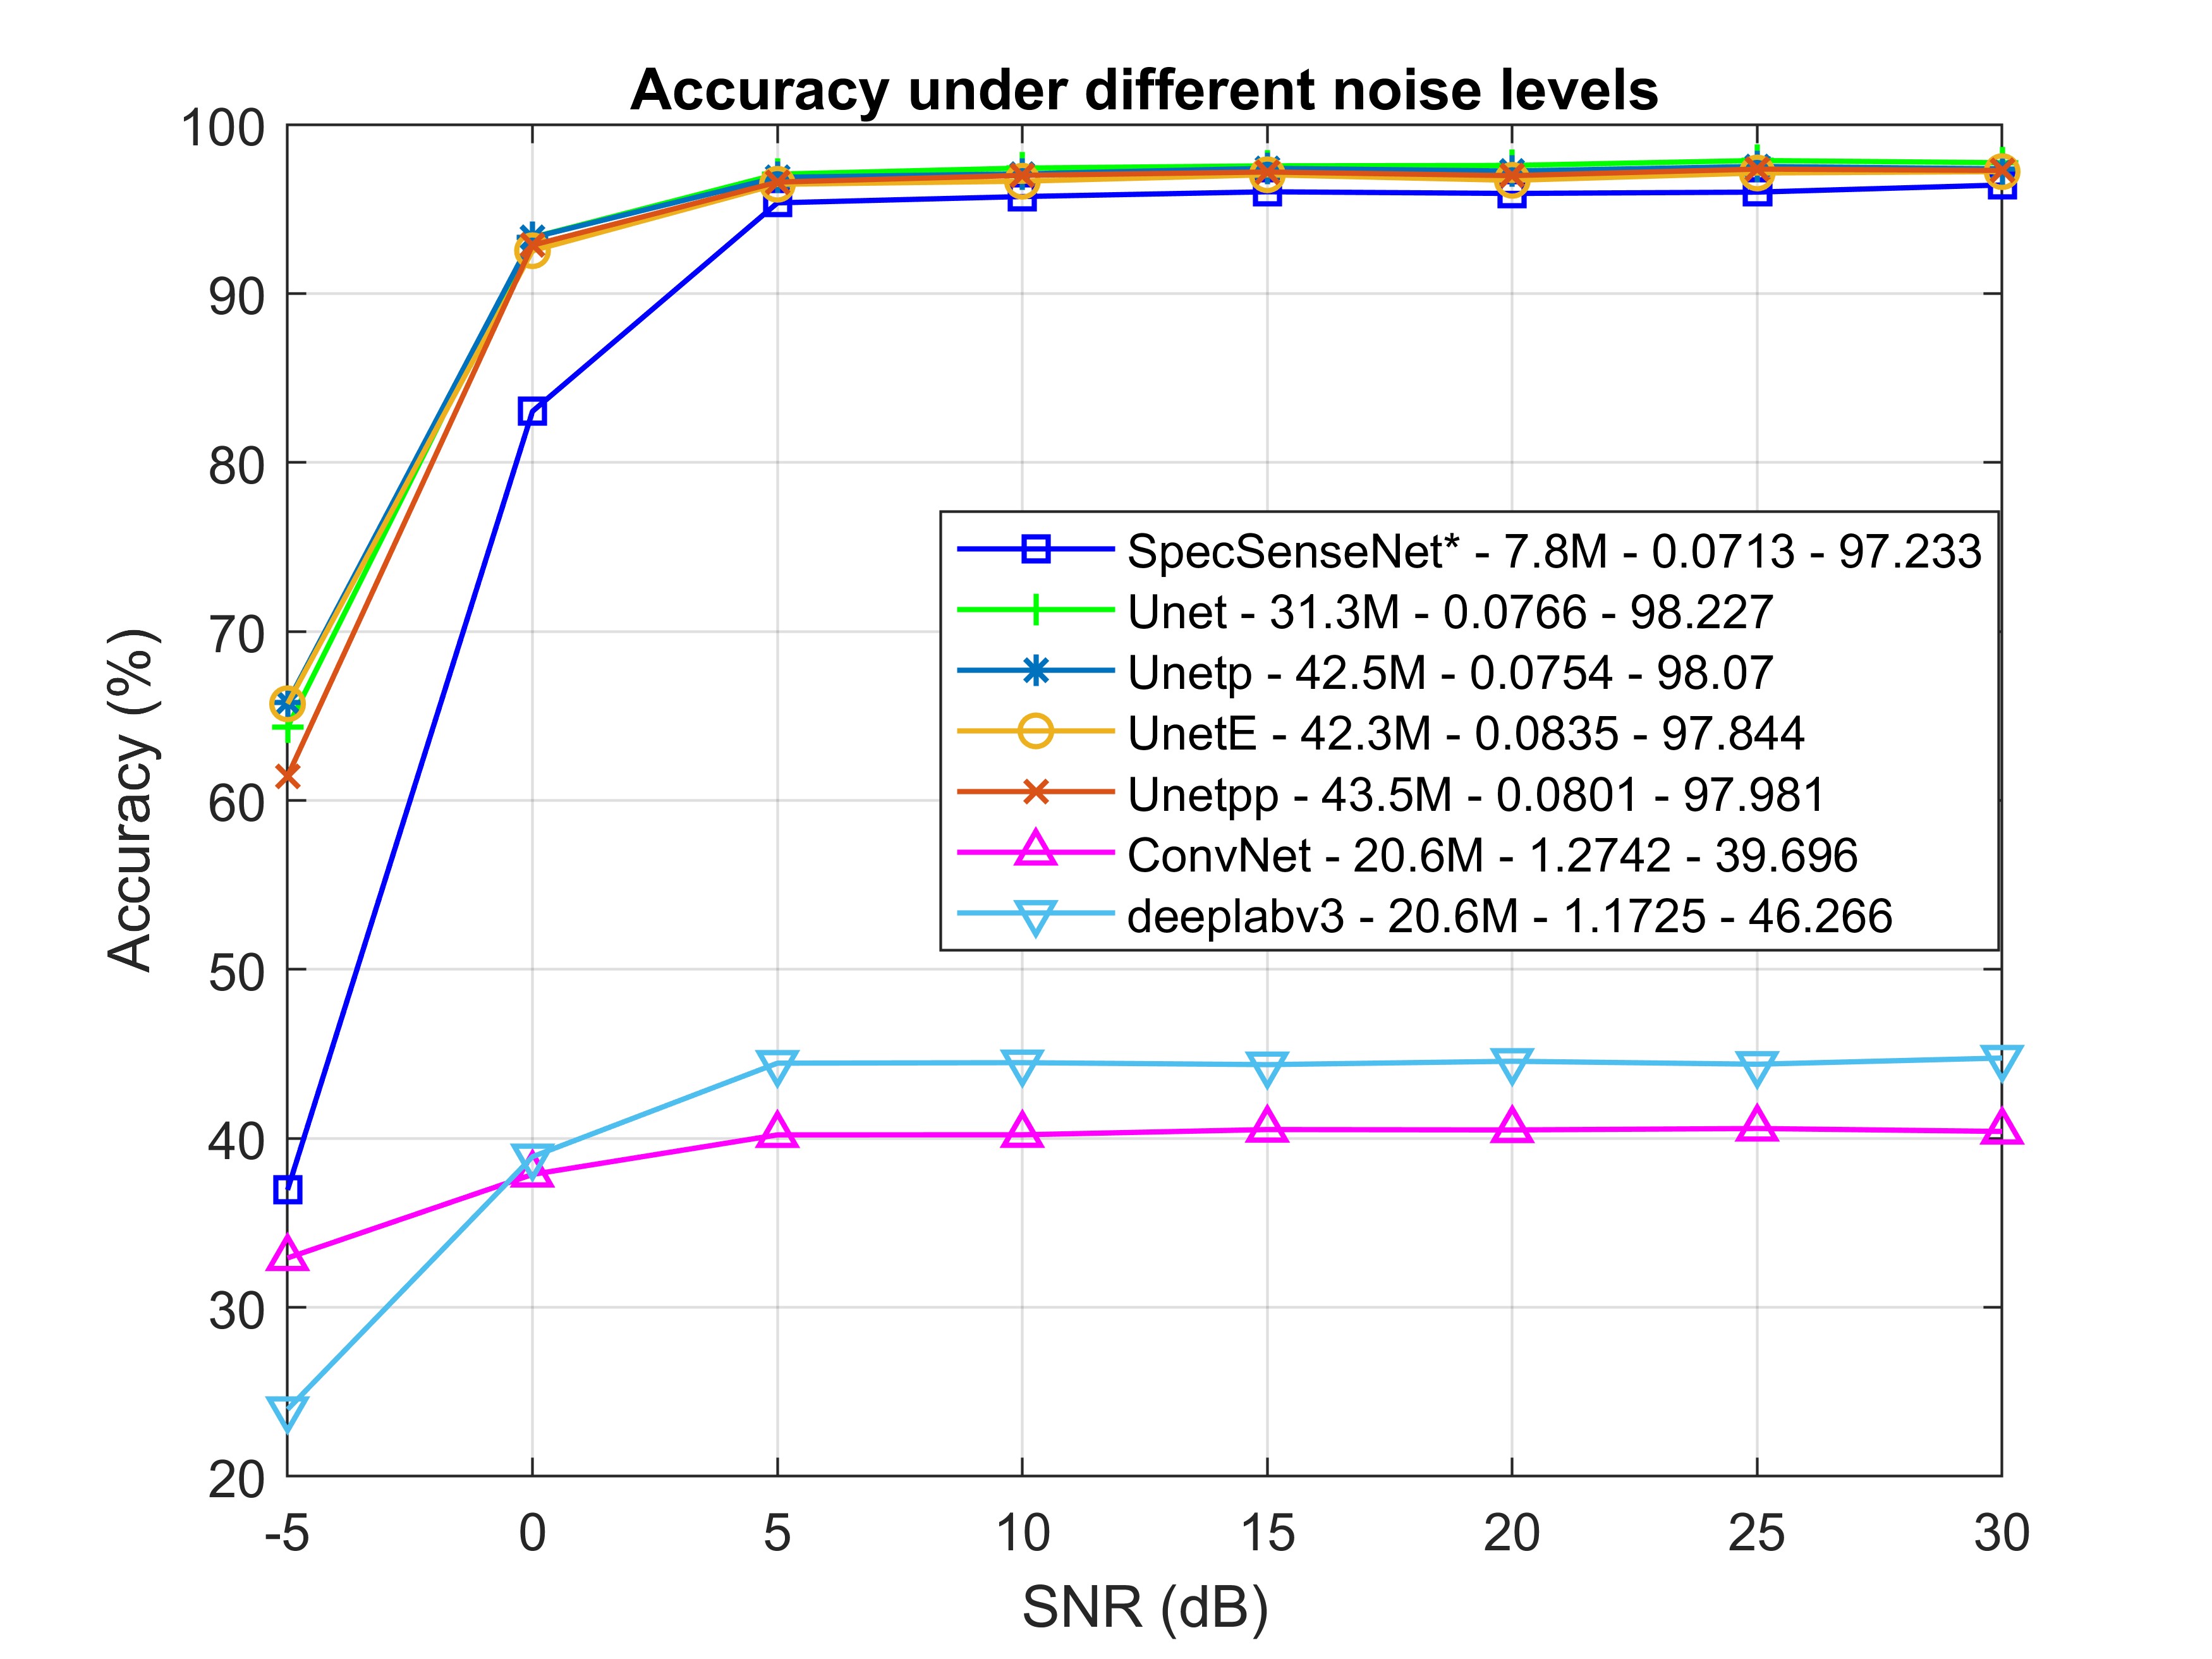 Accuracy under different noise levels
100
90
80
70
60
50
40
30
20
Accuracy (%)
SpecSenseNet* - 7.8M - 0.0713 - 97.233
Unet - 31.3M - 0.0766 - 98.227
Unetp - 42.5M - 0.0754 - 98.07
UnetE - 42.3M - 0.0835 - 97.844
Unetpp - 43.5M - 0.0801 - 97.981
ConvNet - 20.6M - 1.2742 - 39.696
deeplabv3 - 20.6M - 1.1725 - 46.266
-5 0 5 10 15 20 25 30
SNR (dB)